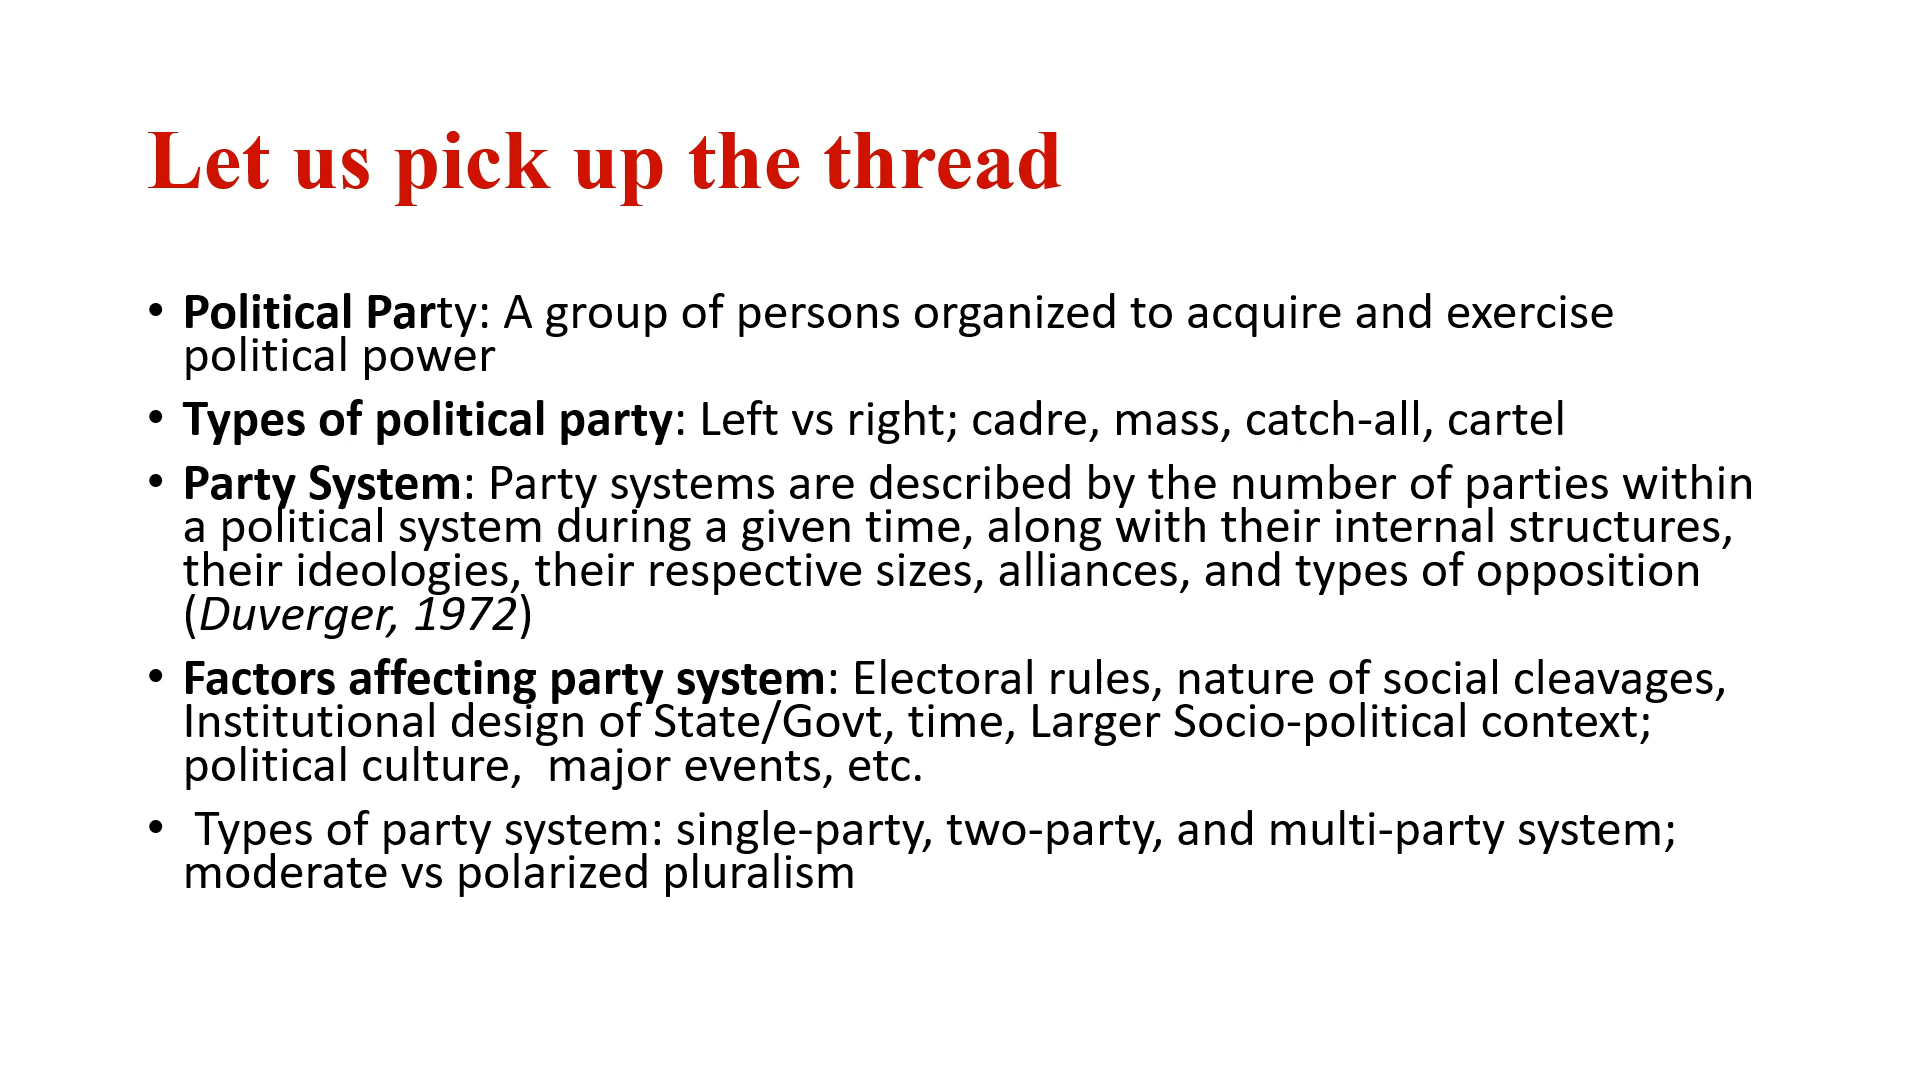 Let us pick up the thread
• Political Party: A group of persons organized to acquire and exercise
political power
• Types of political party: Left vs right; cadre, mass, catch-all, cartel
• Party System: Party systems are described by the number of parties within
a political system during a given time, along with their internal structures,
their ideologies, their respective sizes, alliances, and types of opposition
(Duverger, 1972)
• Factors affecting party system: Electoral rules, nature of social cleavages,
Institutional design of State/Govt, time, Larger Socio-political context;
political culture,  major events, etc.
•  Types of party system: single-party, two-party, and multi-party system;
moderate vs polarized pluralism